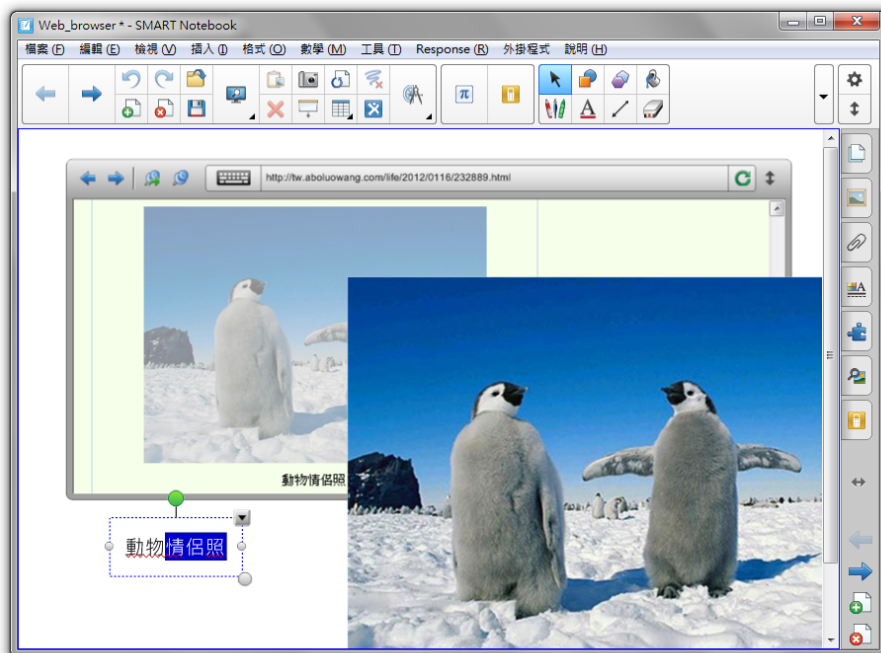 Web_browser * - SMART Notebook
檔案 (F) 編輯 (E) 檢視 (V) 插入 (I) 格式 (O) 數學 (M) 工具 (T) Response (R) 外掛程式 說明 (H)
π
A
http://tw.aboluowang.com/life/2012/0116/232889.html
A
動物情侶照
動物情侶照